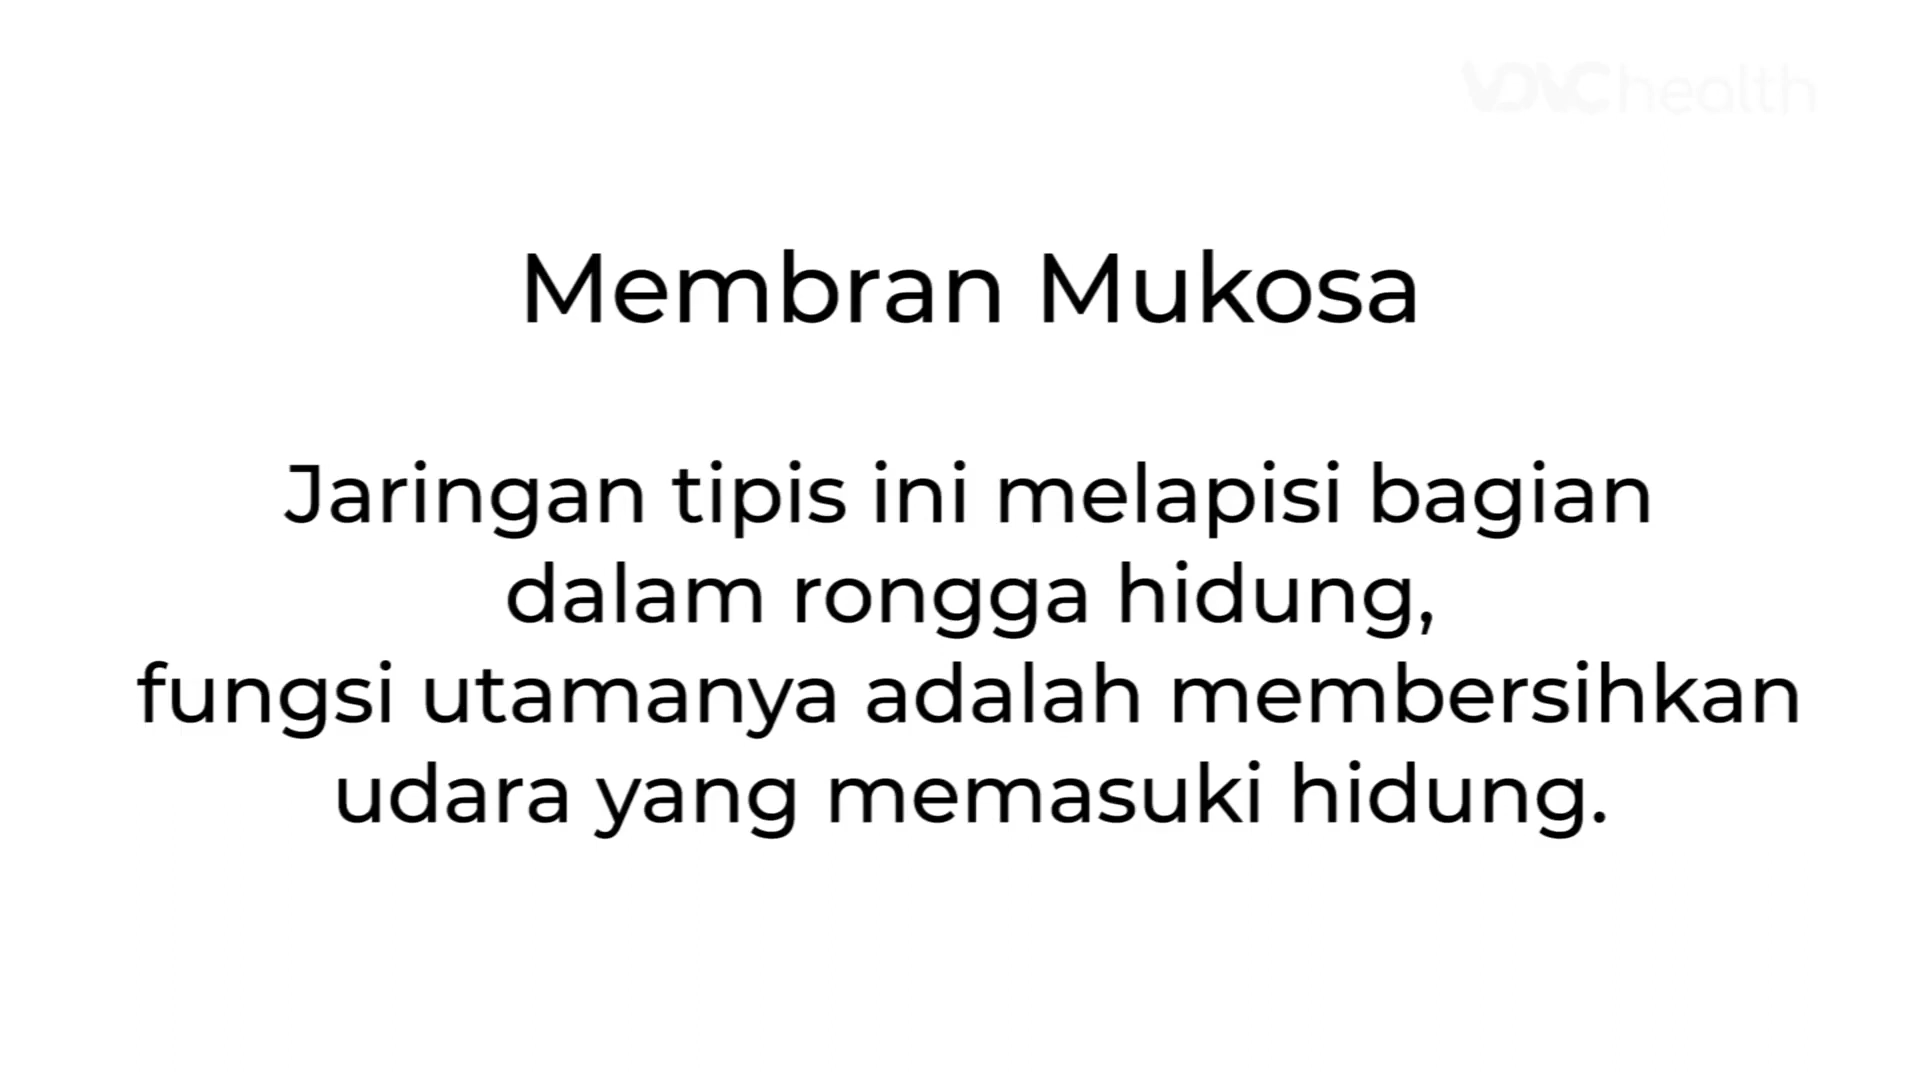 Membran Mukosa
Jaringan tipis ini melapisi bagian
dalam rongga hidung,
fungsi utamanya adalah membersihkan
udara yang memasuki hidung.